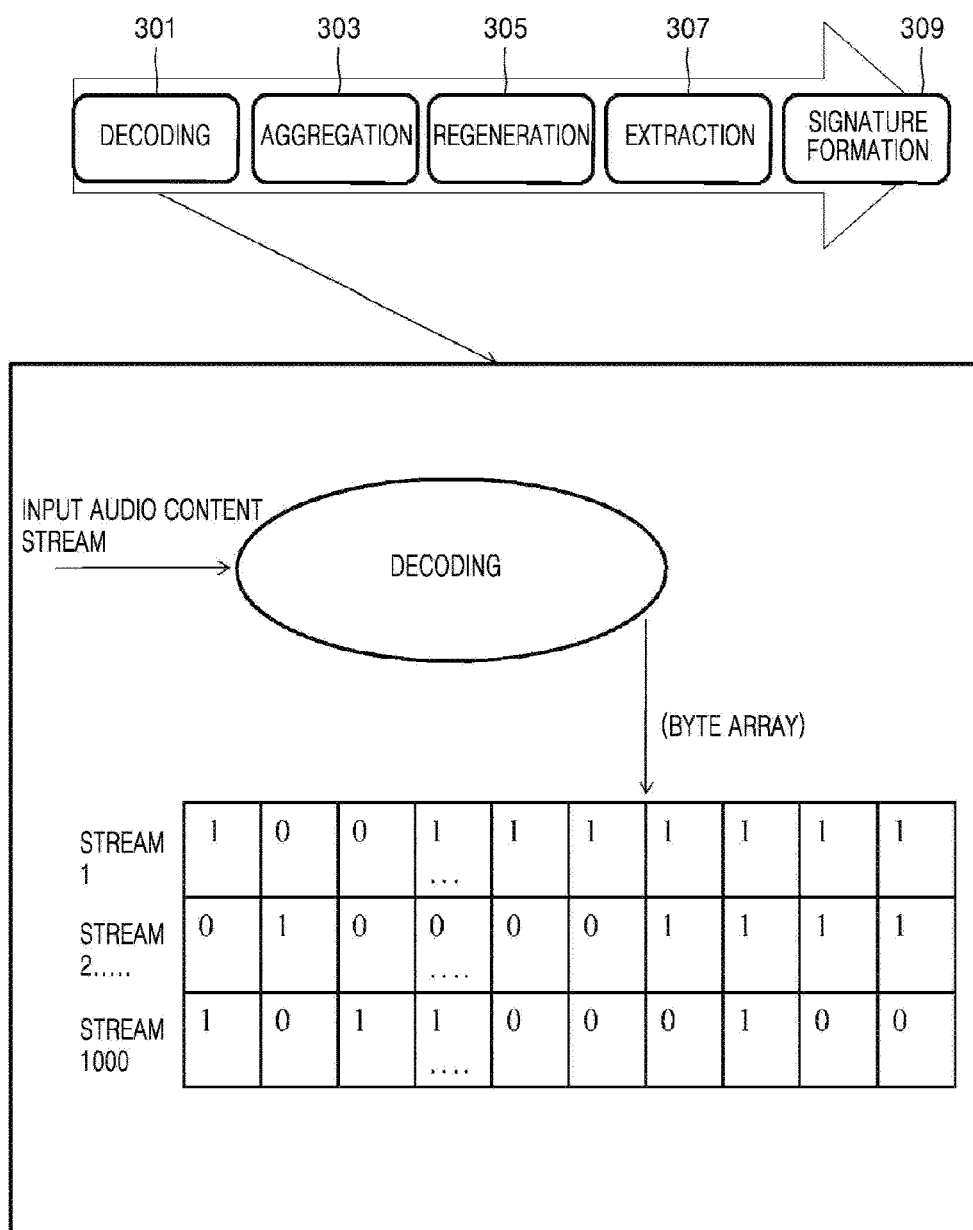 301 303 305 307 309
DECODING AGGREGATION REGENERATION EXTRACTION SIGNATURE
FORMATION
INPUT AUDIO CONTENT
STREAM
DECODING
(BYTE ARRAY)
STREAM 1 0 0 1 1 1 1 1 1 1
1 ...
STREAM 0 1 0 0 0 0 1 1 1 1
2..... ....
STREAM 1 0 1 1 0 0 0 1 0 0
1000 ....